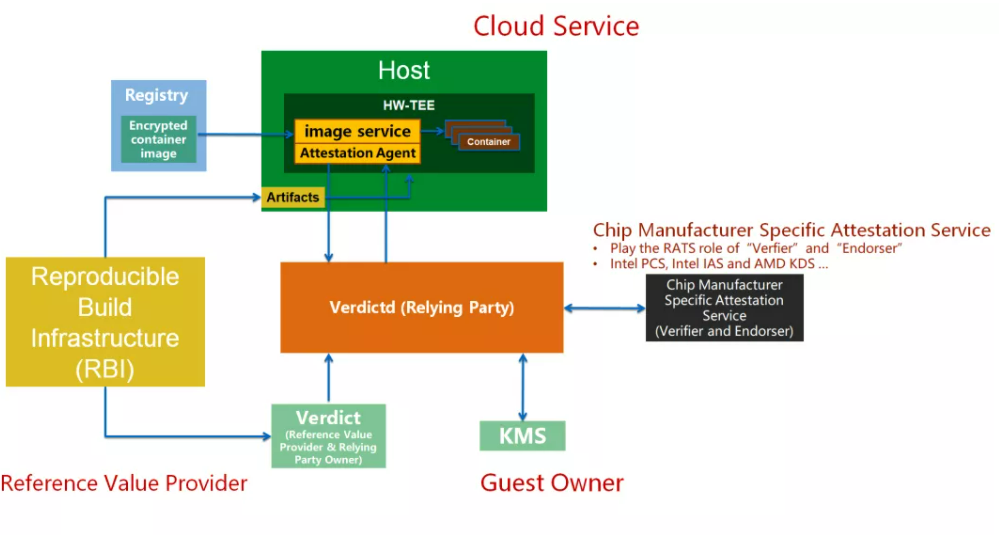 Cloud Service
Host
Registry
HW-TEE
Encrypted
container
image
image service
Attestation Agent
Container
Artifacts
Chip Manufacturer Specific Attestation Service
• Play the RATS role of “Verfier” and “Endorser”
• Intel PCS, Intel IAS and AMD KDS ...
Reproducible
Build
Infrastructure
(RBI)
Verdictd (Relying Party)
Chip Manufacturer
Specific Attestation
Service
(Verifier and Endorser)
Verdict
(Reference Value
Provider & Relying
Party Owner)
KMS
Reference Value Provider
Guest Owner